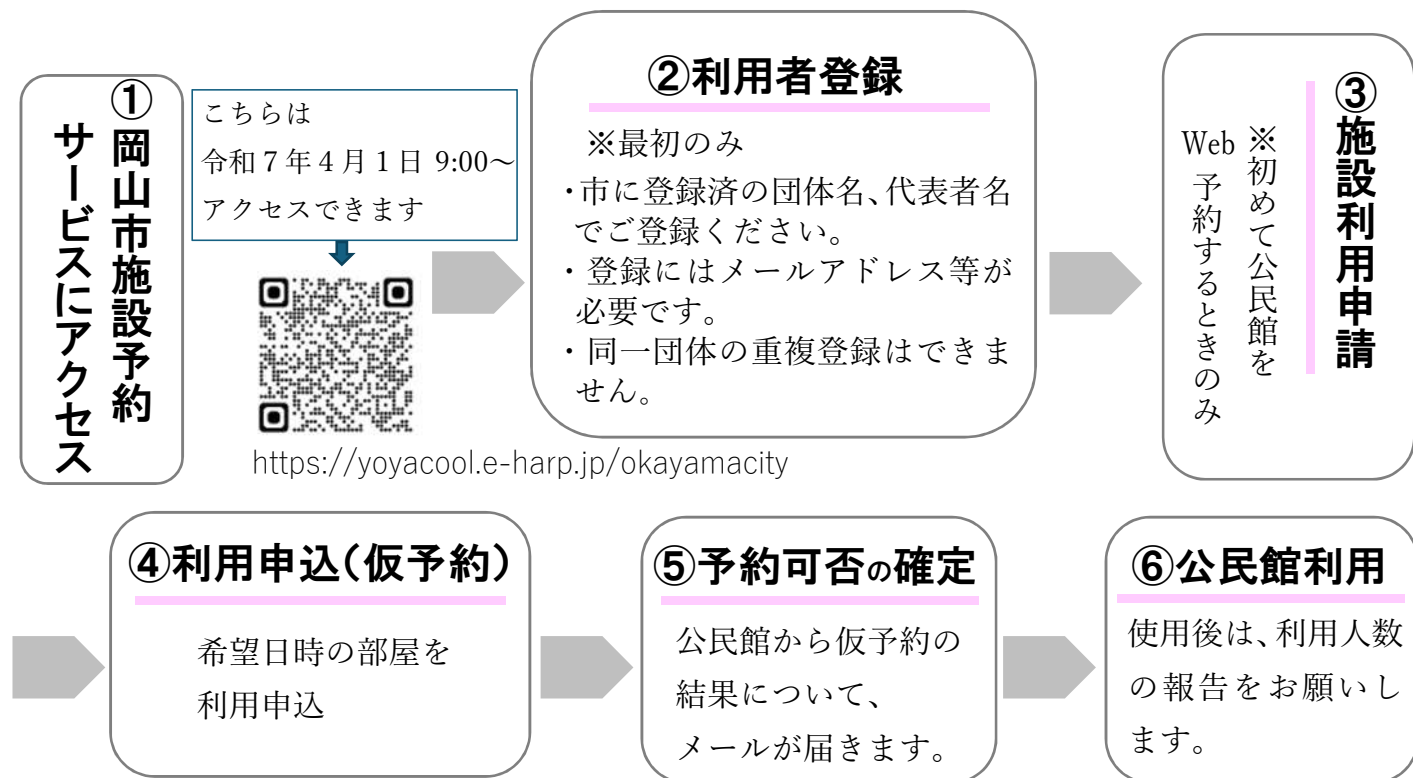 ①岡山市施設予約
サービスにアクセス
こちらは
令和７年４月１日 9:00～
アクセスできます
https://yoyacool.e-harp.jp/okayamacity
②利用者登録
※最初のみ
・市に登録済の団体名、代表者名
でご登録ください。
・登録にはメールアドレス等が
必要です。
・同一団体の重複登録はできま
せん。
③施設利用申請
※初めて公民館を
Web予約するときのみ
④利用申込（仮予約）
希望日時の部屋を
利用申込
⑤予約可否の確定
公民館から仮予約の
結果について、
メールが届きます。
⑥公民館利用
使用後は、利用人数
の報告をお願いし
ます。